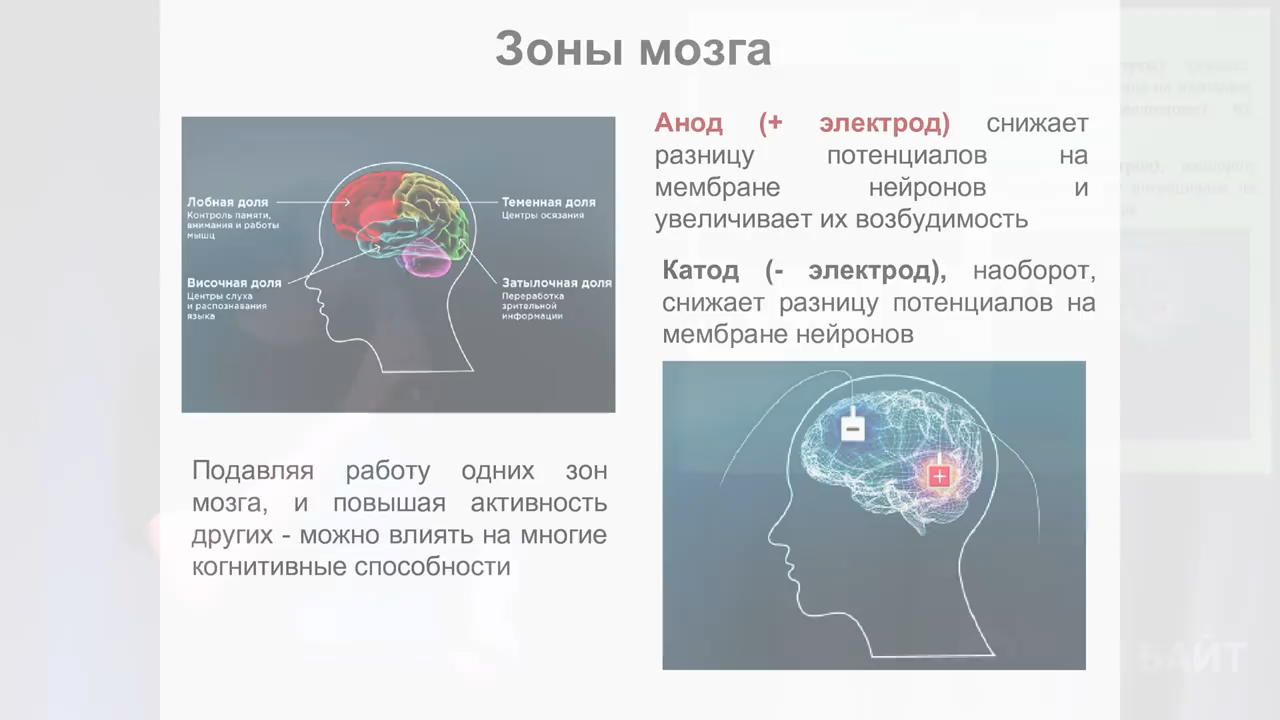 Зоны мозга
Лобная доля
Контроль памяти,
внимания и работы
мышц
Теменная доля
Центры осязания
Височная доля
Центры слуха
и распознавания
языка
Затылочная доля
Переработка
зрительной
информации
Подавляя работу одних зон
мозга, и повышая активность
других - можно влиять на многие
когнитивные способности
Анод (+ электрод) снижает
разницу потенциалов на
мембране нейронов и
увеличивает их возбудимость
Катод (- электрод), наоборот,
снижает разницу потенциалов на
мембране нейронов